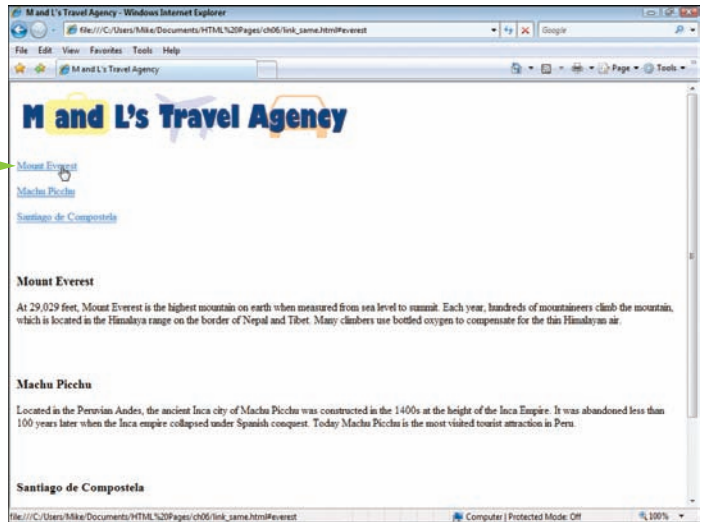 M and L's Travel Agency - Windows Internet Explorer
file:///C:/Users/Mike/Documents/HTML%20Pages/ch06/link_same.html#everest
Google
File Edit View Favorites Tools Help
M and L's Travel Agency
Page Tools
M and L's Travel Agency
Mount Everest
Machu Picchu
Santiago de Compostela
Mount Everest
At 29,029 feet, Mount Everest is the highest mountain on earth when measured from sea level to summit. Each year, hundreds of mountaineers climb the mountain,
which is located in the Himalaya range on the border of Nepal and Tibet. Many climbers use bottled oxygen to compensate for the thin Himalayan air.
Machu Picchu
Located in the Peruvian Andes, the ancient Inca city of Machu Picchu was constructed in the 1400s at the height of the Inca Empire. It was abandoned less than
100 years later when the Inca empire collapsed under Spanish conquest. Today Machu Picchu is the most visited tourist attraction in Peru.
Santiago de Compostela
file:///C:/Users/Mike/Documents/HTML%20Pages/ch06/link_same.html#everest
Computer | Protected Mode: Off
100%